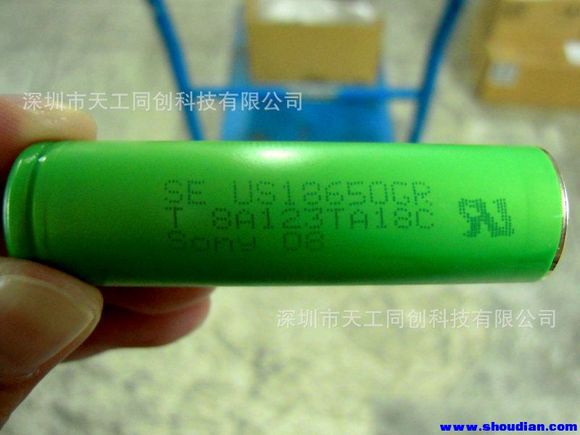 深圳市天工同创科技有限公司
SE US18650GR
T 8A123TA18C
Sony 08
深圳市天工同创科技有限公司
www.shoudian.com